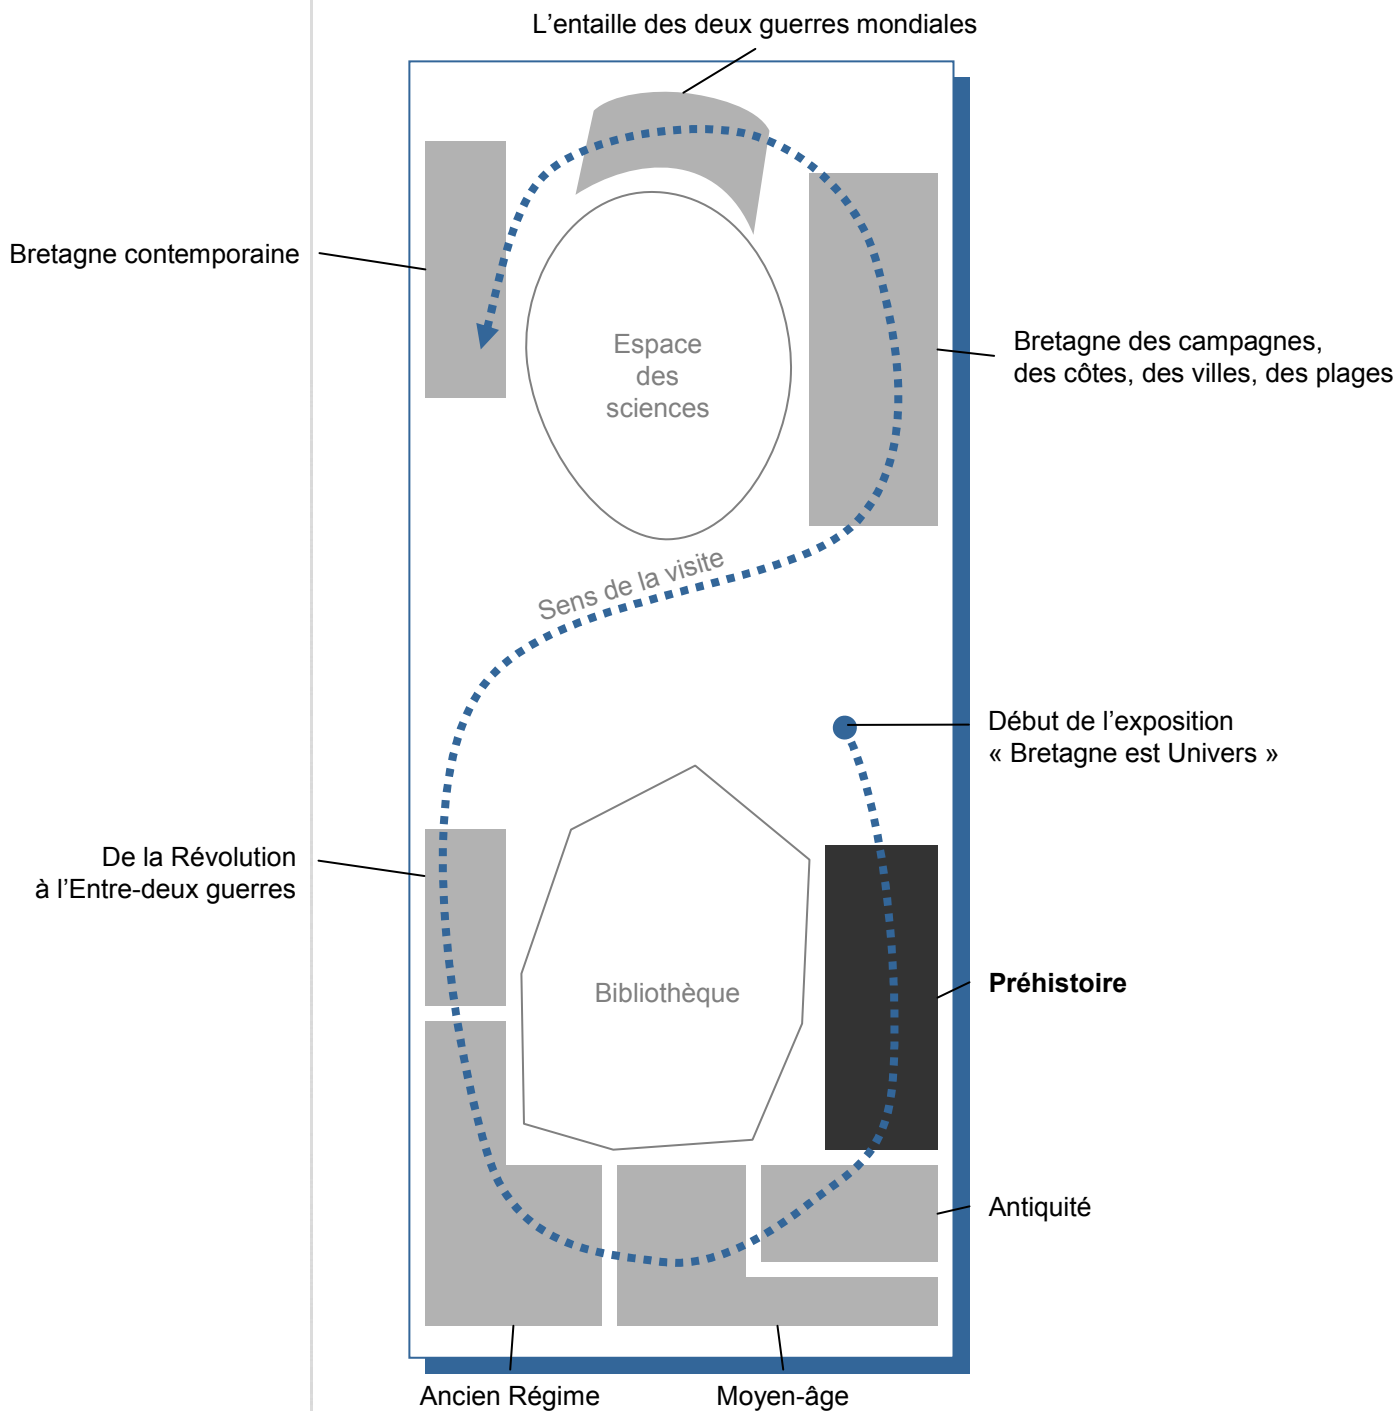 L’entaille des deux guerres mondiales
Bretagne contemporaine
Espace
des
sciences
Bretagne des campagnes,
des côtes, des villes, des plages
Sens de la visite
Début de l’exposition
« Bretagne est Univers »
De la Révolution
à l’Entre-deux guerres
Bibliothèque
Préhistoire
Antiquité
Ancien Régime
Moyen-âge